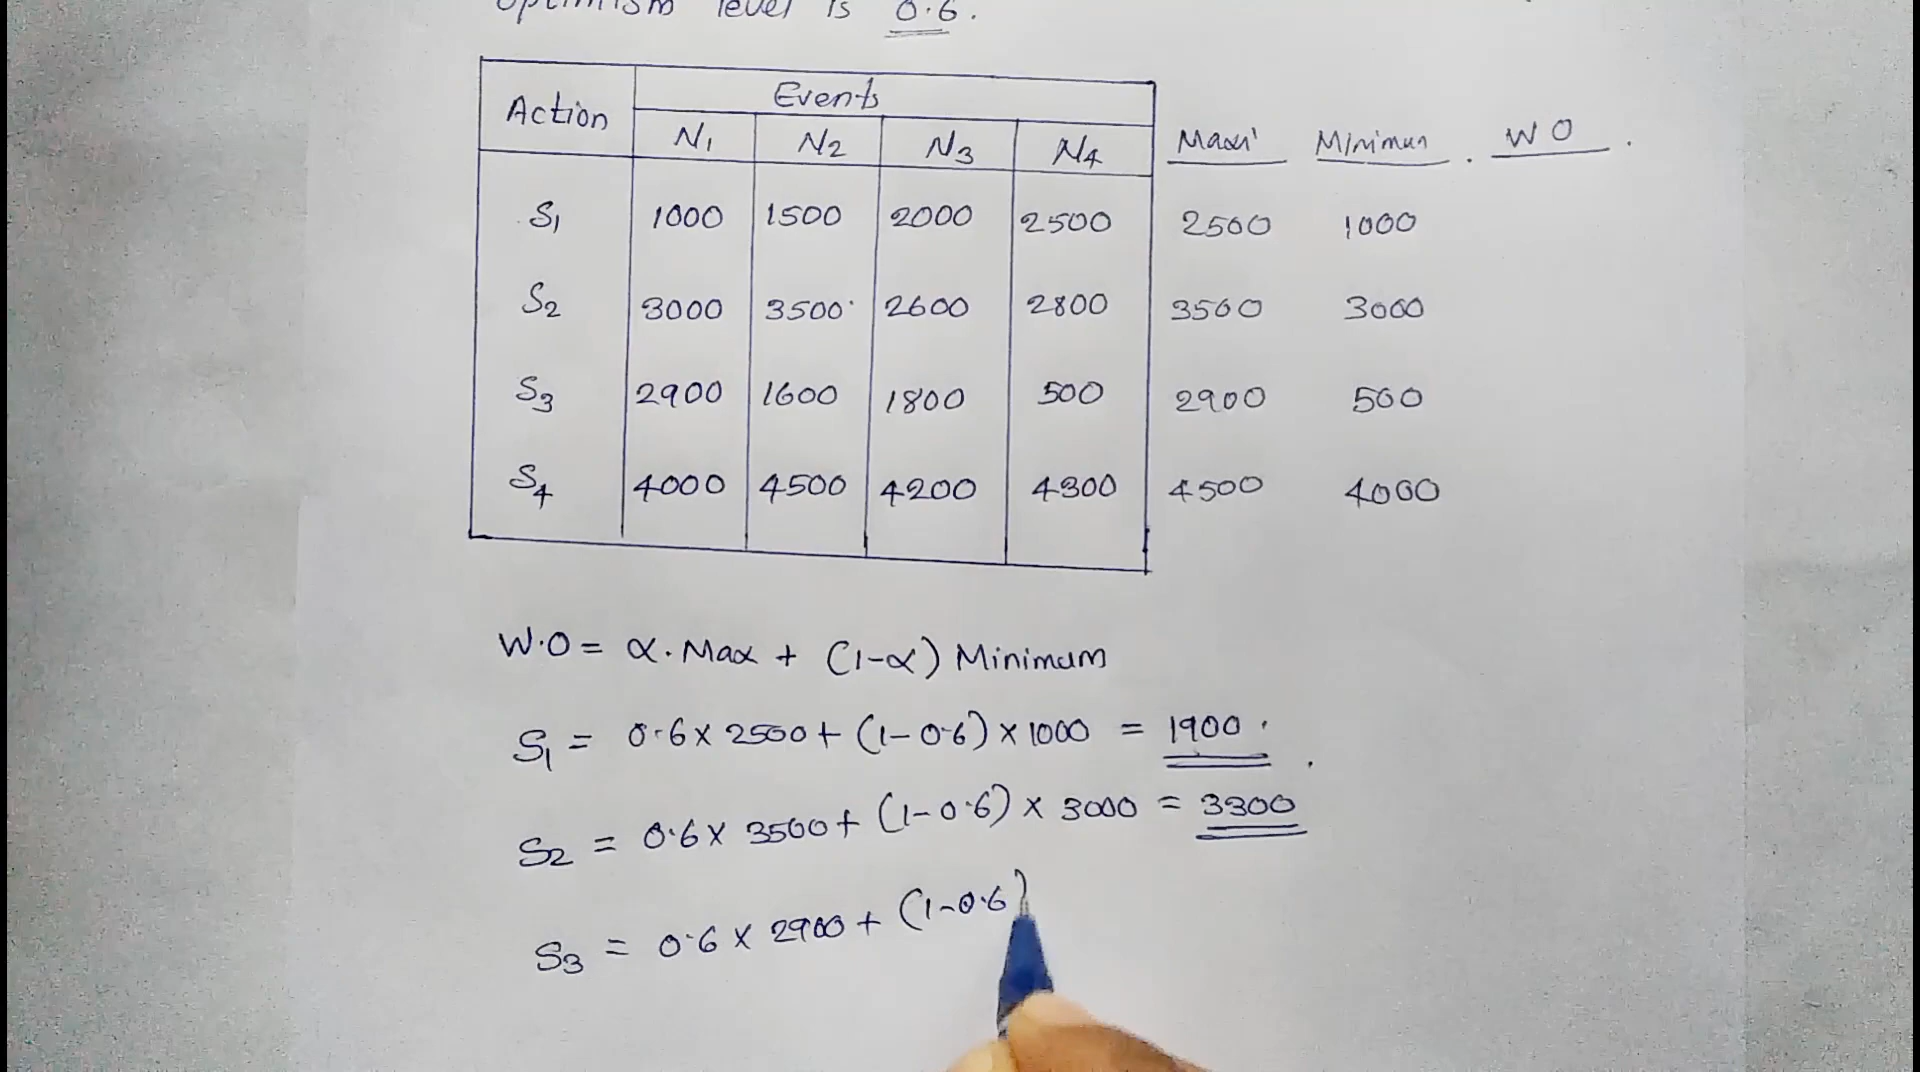 optimism level is 0.6.
Action Events
N1 N2 N3 N4 Maxi' Minimun . W O .
S1 1000 1500 2000 2500 2500 1000
S2 3000 3500 2600 2800 3500 3000
S3 2900 1600 1800 500 2900 500
S4 4000 4500 4200 4300 4500 4000
W.O = α. Max + (1-α) Minimum
S1 = 0.6 x 2500 + (1-0.6) x 1000 = 1900.
S2 = 0.6 x 3500 + (1-0.6) x 3000 = 3300
S3 = 0.6 x 2900 + (1-0.6)